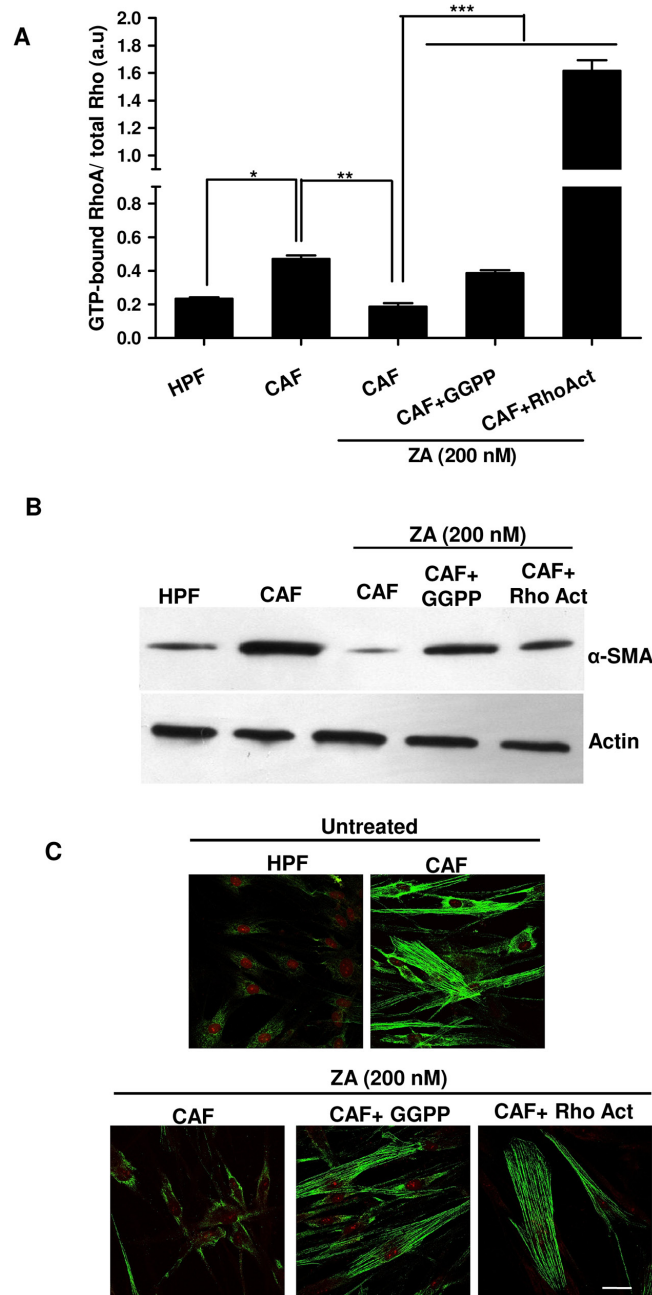 A
GTP-bound RhoA/ total Rho (a.u)
2.0
1.8
1.6
1.4
1.2
1.0
0.8
0.6
0.4
0.2
0.0
*
**
***
HPF
CAF
CAF
CAF+GGPP
CAF+RhoAct
ZA (200 nM)
B
ZA (200 nM)
HPF
CAF
CAF
CAF+
GGPP
CAF+
Rho Act
α-SMA
Actin
C
Untreated
HPF
CAF
ZA (200 nM)
CAF
CAF+ GGPP
CAF+ Rho Act